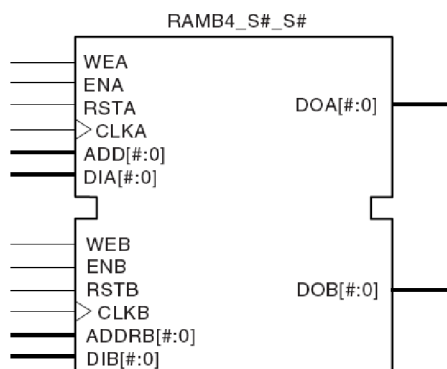 RAMB4_S#_S#
WEA
ENA
RSTA
CLKA
ADD[#:0]
DIA[#:0]
DOA[#:0]
WEB
ENB
RSTB
CLKB
ADDRB[#:0]
DIB[#:0]
DOB[#:0]